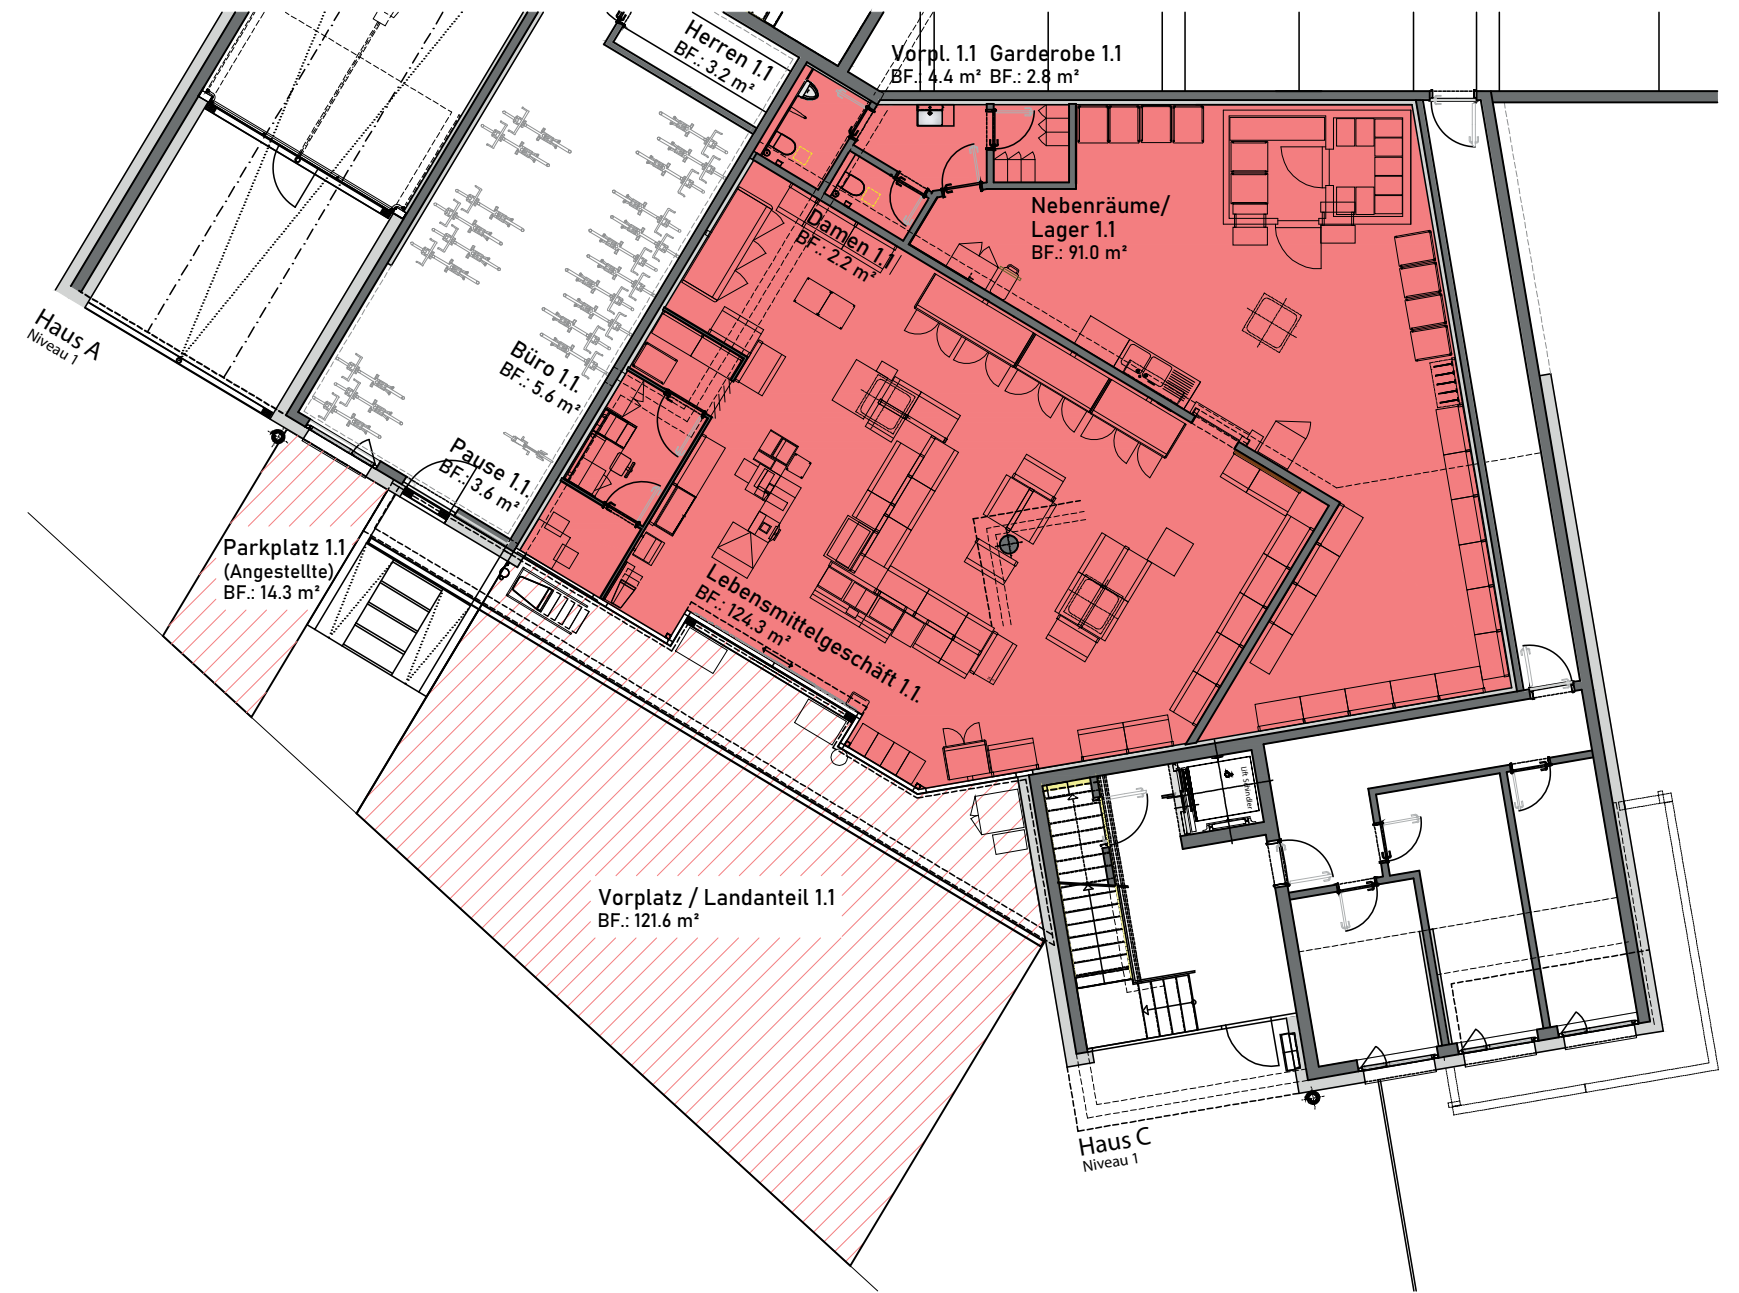 Herren 1.1
BF.: 3.2 m²
Vorpl. 1.1
BF.: 4.4 m²
Garderobe 1.1
BF.: 2.8 m²
Nebenräume/
Lager 1.1
BF.: 91.0 m²
Damen 1.1
BF.: 2.2 m²
Haus A
Niveau 1
Büro 1.1.
BF.: 5.6 m²
Pause 1.1.
BF.: 3.6 m²
Parkplatz 1.1
(Angestellte)
BF.: 14.3 m²
Lebensmittelgeschäft 1.1.
BF.: 124.3 m²
Lift Schindler
Vorplatz / Landanteil 1.1
BF.: 121.6 m²
Haus C
Niveau 1